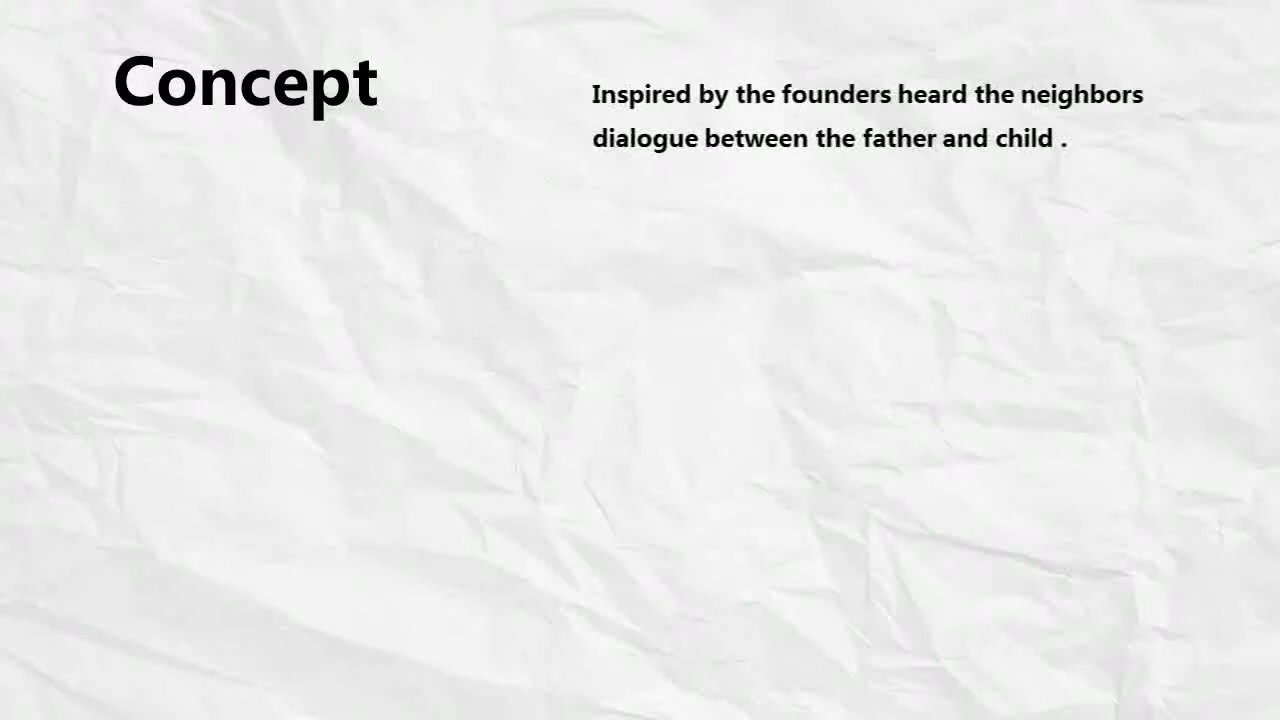 Concept
Inspired by the founders heard the neighbors
dialogue between the father and child .